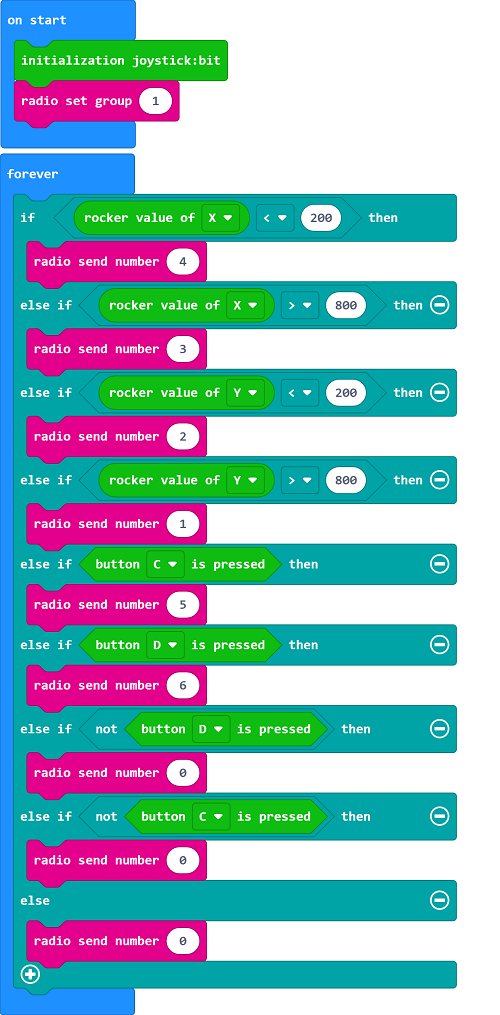 on start
initialization joystick:bit
radio set group 1
forever
if rocker value of X < 200 then
radio send number 4
else if rocker value of X > 800 then
radio send number 3
else if rocker value of Y < 200 then
radio send number 2
else if rocker value of Y > 800 then
radio send number 1
else if button C is pressed then
radio send number 5
else if button D is pressed then
radio send number 6
else if not button D is pressed then
radio send number 0
else if not button C is pressed then
radio send number 0
else
radio send number 0